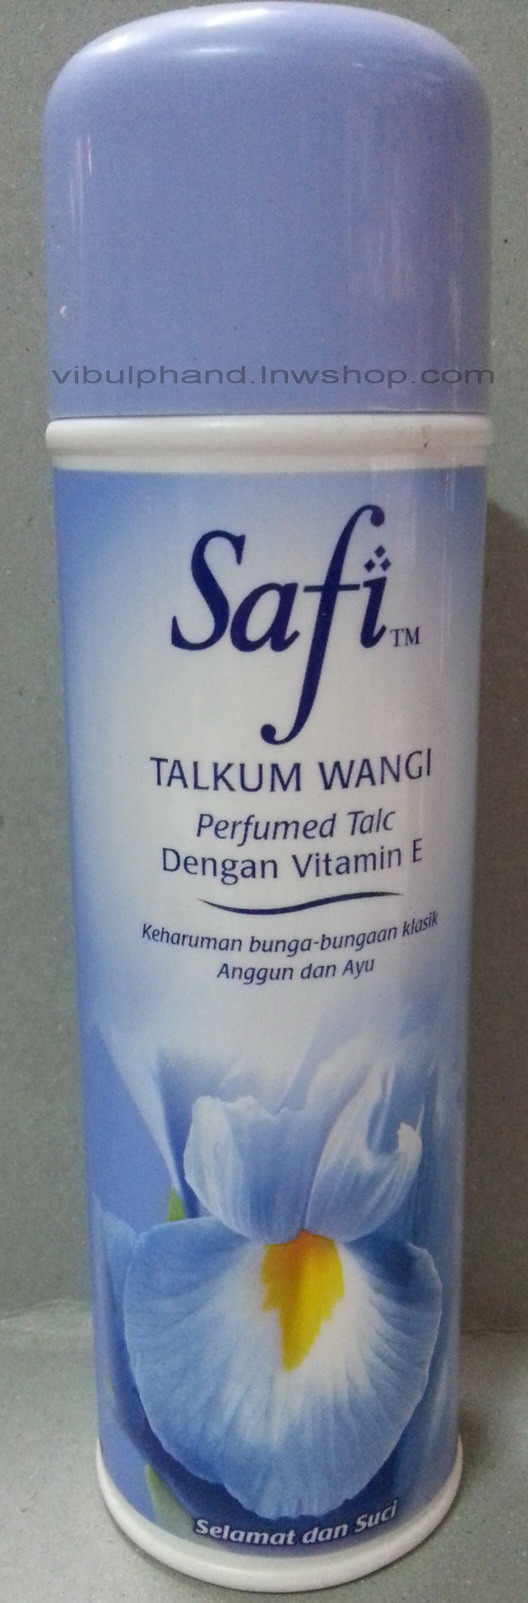 vibulphand.lnwshop.com
Safi™
TALKUM WANGI
Perfumed Talc
Dengan Vitamin E
Keharuman bunga-bungaan klasik
Anggun dan Ayu
Selamat dan Suci